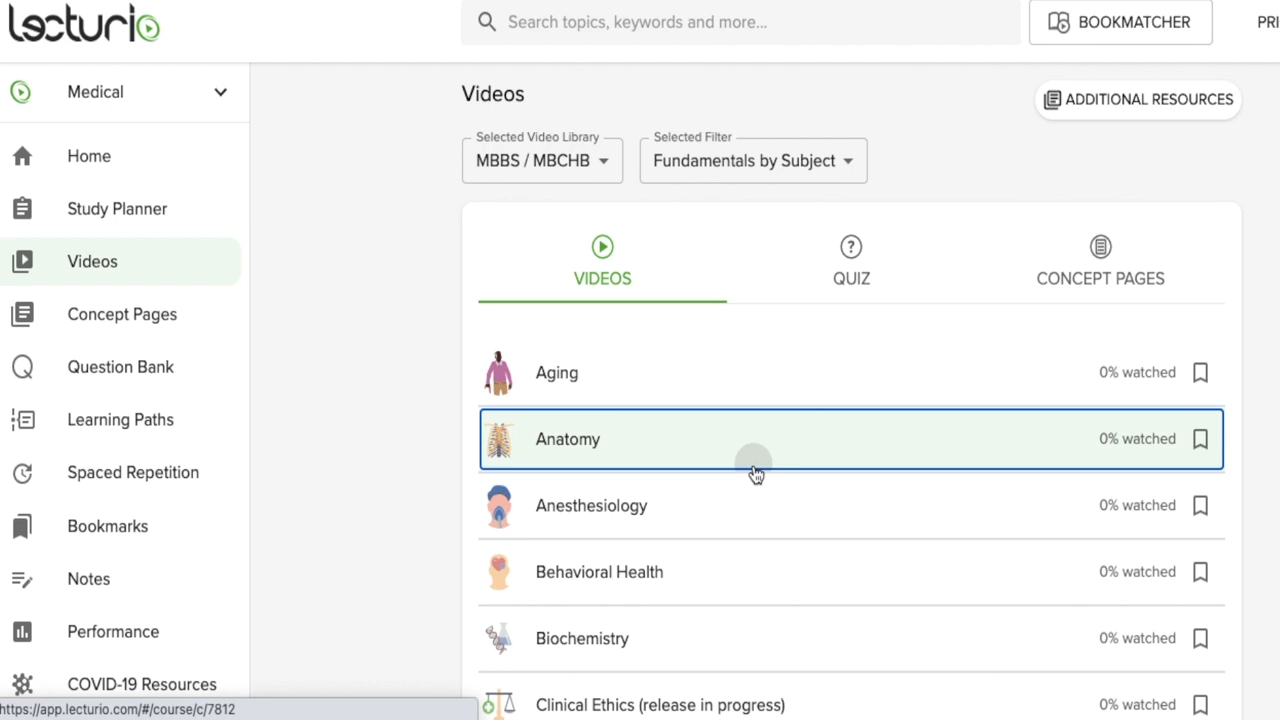 lecturio
Search topics, keywords and more...
BOOKMATCHER
PRI
Medical
Home
Study Planner
Videos
Concept Pages
Question Bank
Learning Paths
Spaced Repetition
Bookmarks
Notes
Performance
COVID-19 Resources
https://app.lecturio.com/#/course/c/7812
Videos
ADDITIONAL RESOURCES
Selected Video Library
MBBS / MBCHB
Selected Filter
Fundamentals by Subject
VIDEOS
QUIZ
CONCEPT PAGES
Aging 0% watched
Anatomy 0% watched
Anesthesiology 0% watched
Behavioral Health 0% watched
Biochemistry 0% watched
Clinical Ethics (release in progress) 0% watched